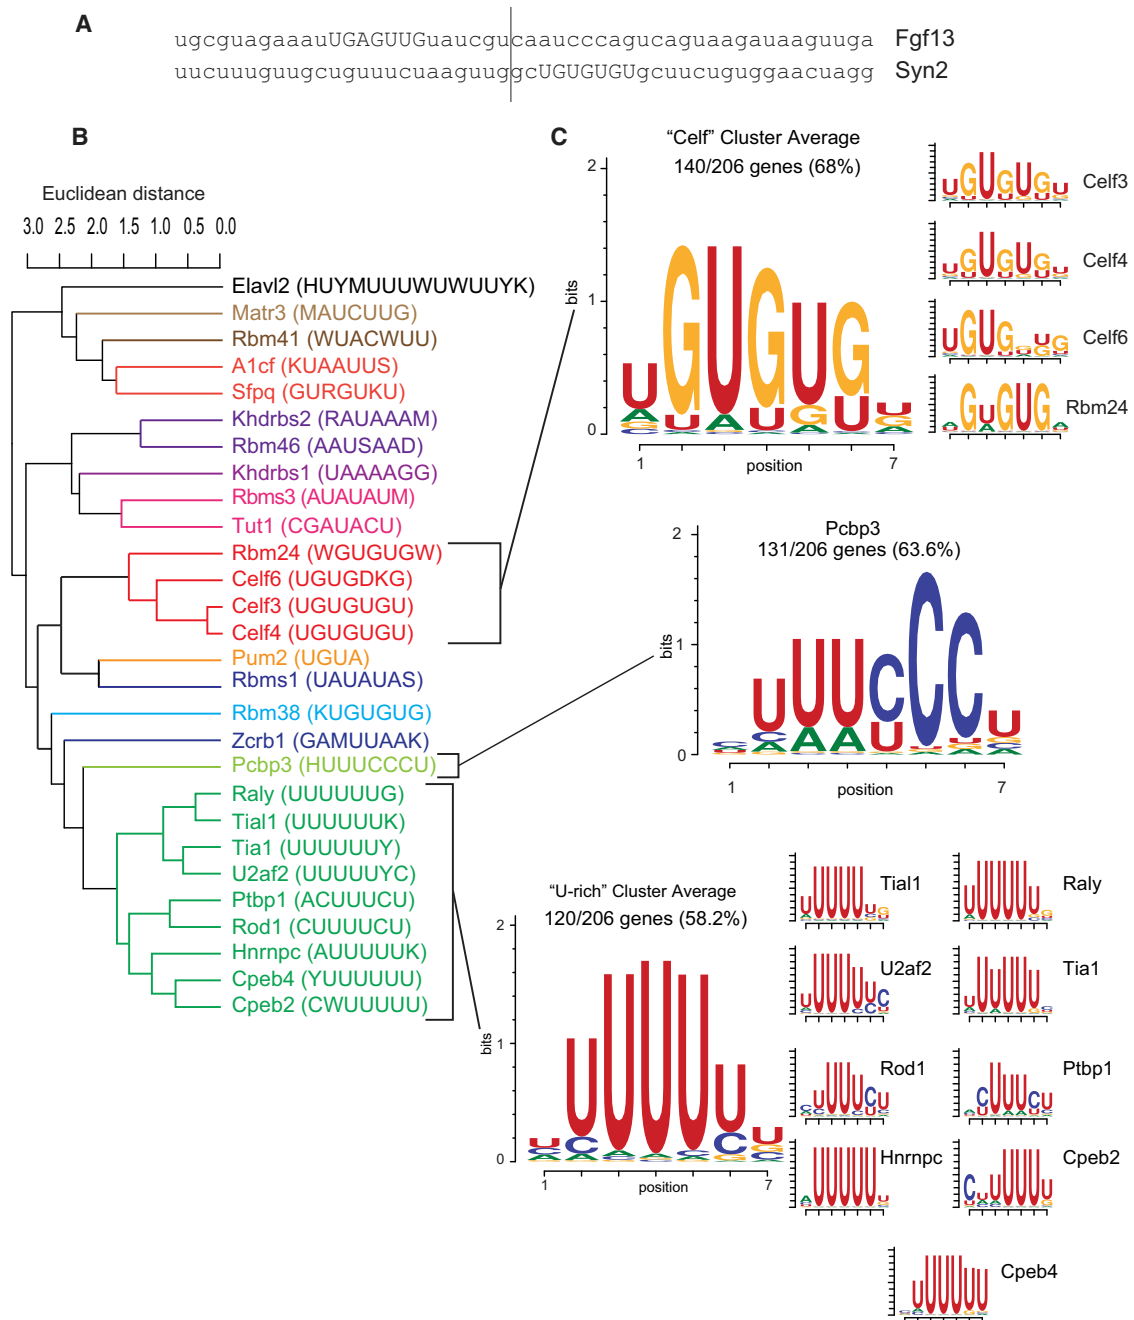 A
ugcguagaaauUGAGUUGuaucgucaaucccagucaguaagauaaguuga Fgf13
uucuuuguugcuguuucuaaguuggcUGUGUGUgcuucuguggaacuagg Syn2
B
Euclidean distance
3.0 2.5 2.0 1.5 1.0 0.5 0.0
Elavl2 (HUYMUUUWUWUUYK)
Matr3 (MAUCUUG)
Rbm41 (WUACWUU)
A1cf (KUAAUUS)
Sfpq (GURGUKU)
Khdrbs2 (RAUAAAM)
Rbm46 (AAUSAAD)
Khdrbs1 (UAAAAGG)
Rbms3 (AUAUAUM)
Tut1 (CGAUACU)
Rbm24 (WGUGUGW)
Celf6 (UGUGDKG)
Celf3 (UGUGUGU)
Celf4 (UGUGUGU)
Pum2 (UGUA)
Rbms1 (UAUAUAS)
Rbm38 (KUGUGUG)
Zcrb1 (GAMUUAAK)
Pcbp3 (HUUUCCCU)
Raly (UUUUUUG)
Tial1 (UUUUUUK)
Tia1 (UUUUUUY)
U2af2 (UUUUUYC)
Ptbp1 (ACUUUCU)
Rod1 (CUUUUCU)
Hnrnpc (AUUUUUK)
Cpeb4 (YUUUUUU)
Cpeb2 (CWUUUUU)
C
"Celf" Cluster Average
140/206 genes (68%)
2
1
0
bits
UGUGUGU
1 position 7
Celf3
Celf4
Celf6
Rbm24
Pcbp3
131/206 genes (63.6%)
2
1
0
bits
UUUCCCU
1 position 7
"U-rich" Cluster Average
120/206 genes (58.2%)
2
1
0
bits
UUUUUUU
1 position 7
Tial1
Raly
U2af2
Tia1
Rod1
Ptbp1
Hnrnpc
Cpeb2
Cpeb4